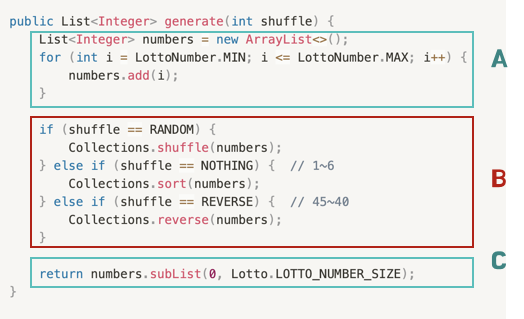 public List<Integer> generate(int shuffle) {
List<Integer> numbers = new ArrayList<>();
for (int i = LottoNumber.MIN; i <= LottoNumber.MAX; i++) {
numbers.add(i);
}
A
if (shuffle == RANDOM) {
Collections.shuffle(numbers);
} else if (shuffle == NOTHING) {  // 1~6
Collections.sort(numbers);
} else if (shuffle == REVERSE) {  // 45~40
Collections.reverse(numbers);
}
B
return numbers.subList(0, Lotto.LOTTO_NUMBER_SIZE);
C
}